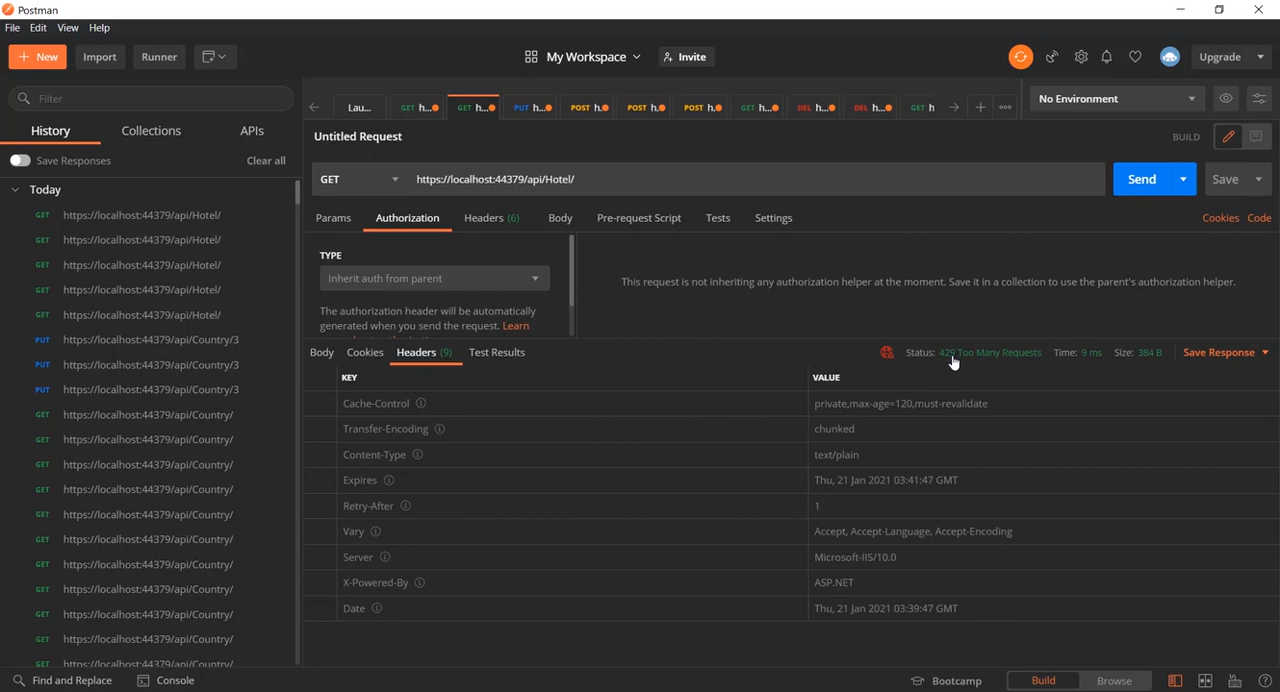 Postman
File Edit View Help
New Import Runner My Workspace Invite Upgrade
Filter
Lau... GET h... GET h... PUT h... POST h. POST h. POST h. GET h... DEL h... DEL h... GET h No Environment
History Collections APIs
Untitled Request BUILD
Save Responses Clear all
GET https://localhost:44379/api/Hotel/ Send Save
Today
Params Authorization Headers (6) Body Pre-request Script Tests Settings Cookies Code
GET https://localhost:44379/api/Hotel/
GET https://localhost:44379/api/Hotel/
GET https://localhost:44379/api/Hotel/
GET https://localhost:44379/api/Hotel/
GET https://localhost:44379/api/Hotel/
PUT https://localhost:44379/api/Country/3
PUT https://localhost:44379/api/Country/3
PUT https://localhost:44379/api/Country/3
GET https://localhost:44379/api/Country/
GET https://localhost:44379/api/Country/
GET https://localhost:44379/api/Country/
GET https://localhost:44379/api/Country/
GET https://localhost:44379/api/Country/
GET https://localhost:44379/api/Country/
GET https://localhost:44379/api/Country/
GET https://localhost:44379/api/Country/
GET https://localhost:44379/api/Country/
GET https://localhost:44379/api/Country/
GET https://localhost:44379/api/Country/
TYPE
Inherit auth from parent
The authorization header will be automatically
generated when you send the request. Learn
This request is not inheriting any authorization helper at the moment. Save it in a collection to use the parent's authorization helper.
Body Cookies Headers (9) Test Results Status: 429 Too Many Requests Time: 9 ms Size: 384 B Save Response
KEY VALUE
Cache-Control private,max-age=120,must-revalidate
Transfer-Encoding chunked
Content-Type text/plain
Expires Thu, 21 Jan 2021 03:41:47 GMT
Retry-After 1
Vary Accept, Accept-Language, Accept-Encoding
Server Microsoft-IIS/10.0
X-Powered-By ASP.NET
Date Thu, 21 Jan 2021 03:39:47 GMT
Find and Replace Console Bootcamp Build Browse